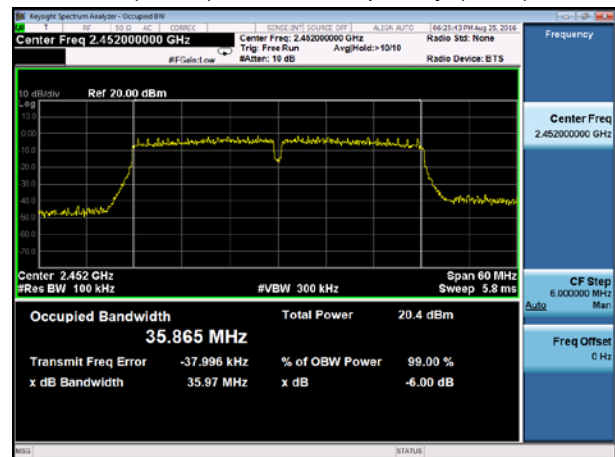 Keysight Spectrum Analyzer - Occupied BW
T RF 50 Ω AC CORREC SENSE:INT SOURCE OFF ALIGN AUTO 06:25:43 PM Aug 25, 2016
Center Freq 2.452000000 GHz
Center Freq: 2.452000000 GHz
Radio Std: None
Trig: Free Run Avg|Hold:>10/10
#IFGain:Low #Atten: 10 dB Radio Device: BTS
Frequency
10 dB/div Ref 20.00 dBm
Log
10.0
0.00
-10.0
-20.0
-30.0
-40.0
-50.0
-60.0
-70.0
Center 2.452 GHz Span 60 MHz
#Res BW 100 kHz #VBW 300 kHz Sweep 5.8 ms
Occupied Bandwidth Total Power 20.4 dBm
35.865 MHz
Transmit Freq Error -37.996 kHz % of OBW Power 99.00 %
x dB Bandwidth 35.97 MHz x dB -6.00 dB
Center Freq
2.452000000 GHz
CF Step
6.000000 MHz
Auto Man
Freq Offset
0 Hz
MSG STATUS